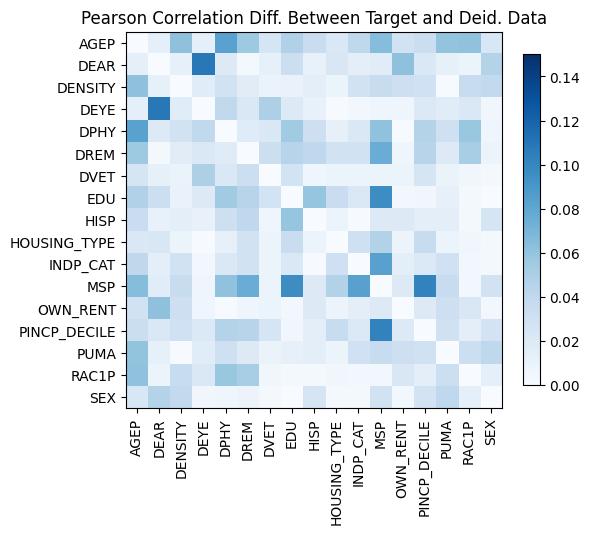 Pearson Correlation Diff. Between Target and Deid. Data
AGEP
DEAR
DENSITY
DEYE
DPHY
DREM
DVET
EDU
HISP
HOUSING_TYPE
INDP_CAT
MSP
OWN_RENT
PINCP_DECILE
PUMA
RAC1P
SEX
AGEP
DEAR
DENSITY
DEYE
DPHY
DREM
DVET
EDU
HISP
HOUSING_TYPE
INDP_CAT
MSP
OWN_RENT
PINCP_DECILE
PUMA
RAC1P
SEX
0.14
0.12
0.10
0.08
0.06
0.04
0.02
0.00